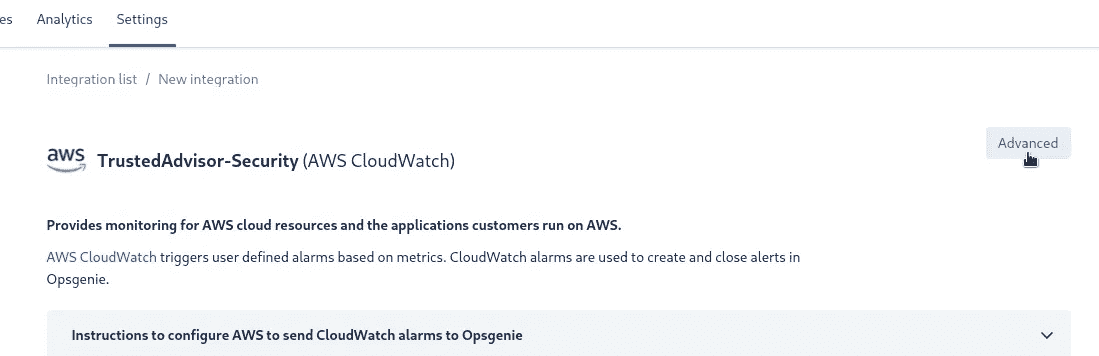 es Analytics Settings
Integration list / New integration
Advanced
aws TrustedAdvisor-Security (AWS CloudWatch)
Provides monitoring for AWS cloud resources and the applications customers run on AWS.
AWS CloudWatch triggers user defined alarms based on metrics. CloudWatch alarms are used to create and close alerts in
Opsgenie.
Instructions to configure AWS to send CloudWatch alarms to Opsgenie